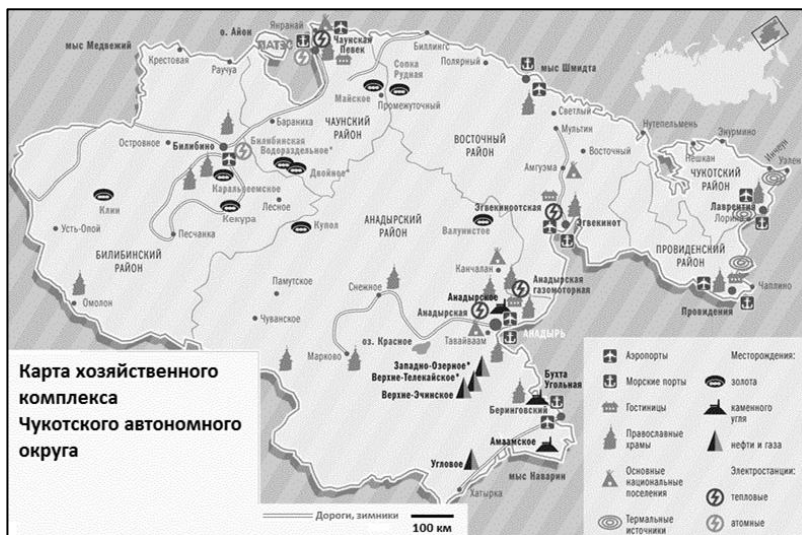 мыс Медвежий
о. Айон
Янранай
ПАТЭС
Чаунская
Певек
Крестовая
Раучуа
Биллингс
Полярный
мыс Шмидта
Сопка
Рудная
Майское
Промежуточный
Бараниха
ЧАУНСКИЙ
РАЙОН
ВОСТОЧНЫЙ
РАЙОН
Светлый
Мультин
Восточный
Нутепельмень
Энурмино
Нешкан
Инчоун
Уэлен
ЧУКОТСКИЙ
РАЙОН
Островное
Билибино
Билибинская
Водораздельное*
Двойное*
Каральвеемское
Клин
Кекура
Лесное
Песчанка
Купол
Усть-Олой
БИЛИБИНСКИЙ
РАЙОН
Омолон
АНАДЫРСКИЙ
РАЙОН
Валунистое
Амгуэма
Эгвекинотская
Эгвекинот
Лаврентия
Лорино
ПРОВИДЕНСКИЙ
РАЙОН
Чаплино
Провидения
Канчалан
Анадырская
газомоторная
Анадырское
Анадырская
АНАДЫРЬ
Тавайваам
Памутское
Снежное
Чуванское
Марково
оз. Красное
Западно-Озерное*
Верхне-Телекайское*
Верхне-Эчинское
Бухта
Угольная
Беринговский
Амаамское
Угловое
мыс Наварин
Хатырка
Карта хозяйственного
комплекса
Чукотского автономного
округа
Дороги, зимники
100 км
Аэропорты
Морские порты
Гостиницы
Православные
храмы
Основные
национальные
поселения
Термальные
источники
Месторождения:
золота
каменного
угля
нефти и газа
Электростанции:
тепловые
атомные